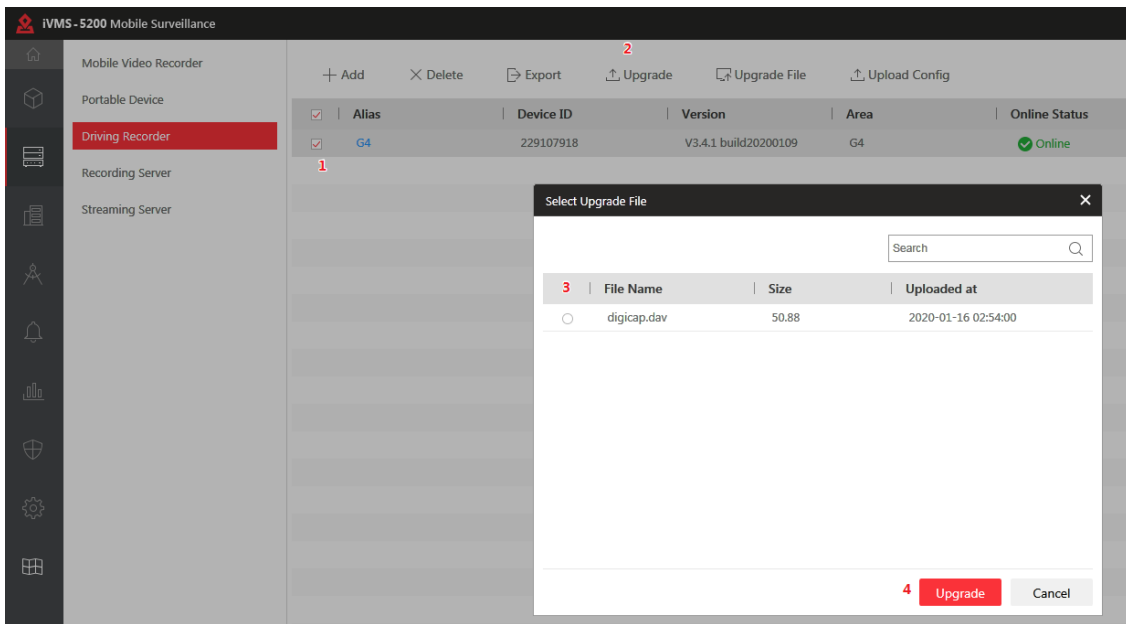 iVMS-5200 Mobile Surveillance
Mobile Video Recorder
Portable Device
Driving Recorder
Recording Server
Streaming Server
2
Add Delete Export Upgrade Upgrade File Upload Config
Alias Device ID Version Area Online Status
G4 229107918 V3.4.1 build20200109 G4 Online
1
Select Upgrade File
Search
3 File Name Size Uploaded at
digicap.dav 50.88 2020-01-16 02:54:00
4 Upgrade Cancel